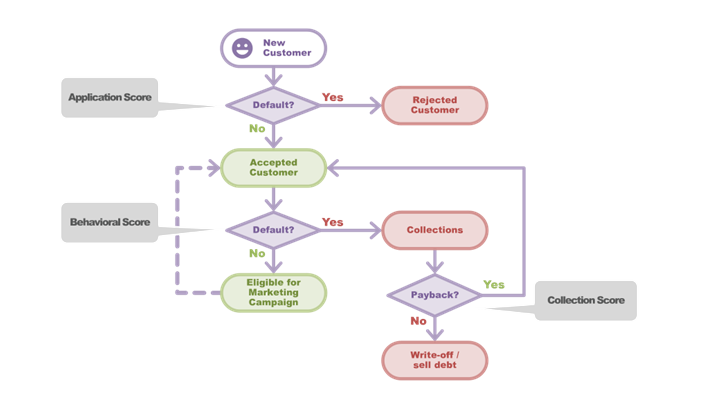 New
Customer
Application Score
Default?
Yes
Rejected
Customer
No
Accepted
Customer
Behavioral Score
Default?
Yes
Collections
No
Eligible for
Marketing
Campaign
Payback?
Yes
Collection Score
No
Write-off /
sell debt